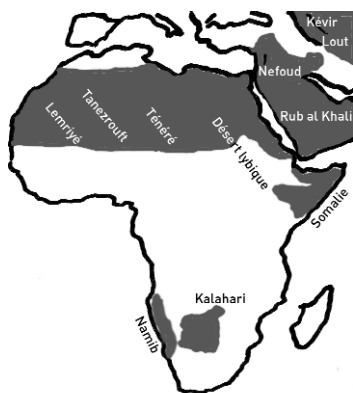 Kévir
Lout
Nefoud
Rub al Khali
Lemriyé
Tanezrouft
Ténéré
Désert lybique
Somalie
Kalahari
Namib